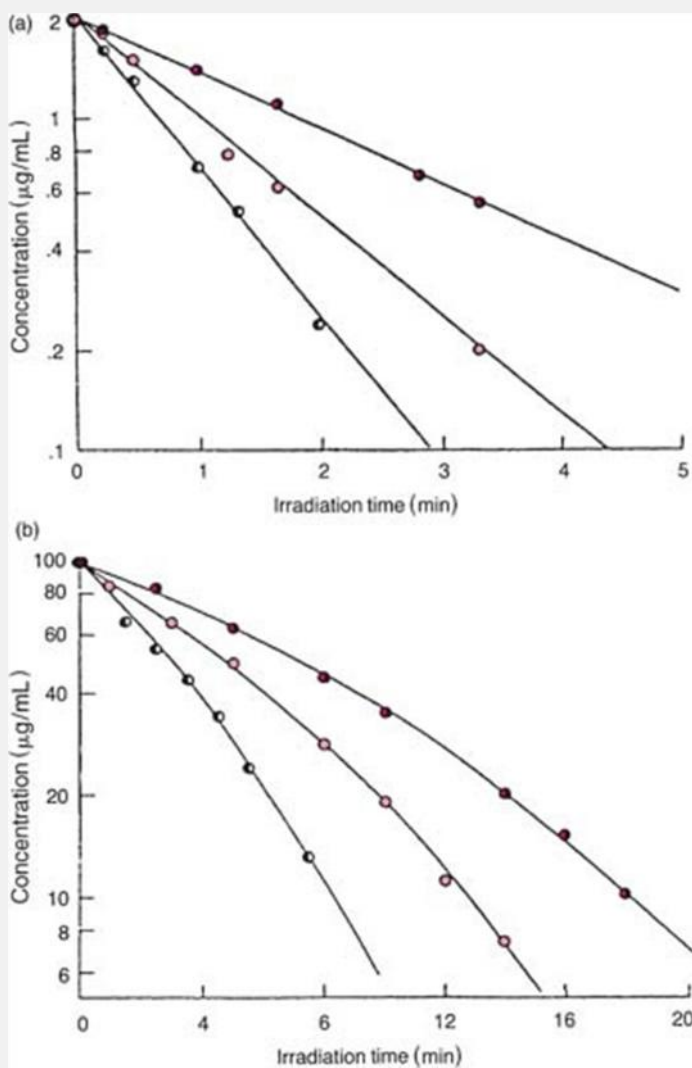 (a)
2
1
.8
.6
.4
.2
.1
Concentration (μg/mL)
0 1 2 3 4 5
Irradiation time (min)
(b)
100
80
60
40
20
10
8
6
Concentration (μg/mL)
0 4 6 12 16 20
Irradiation time (min)